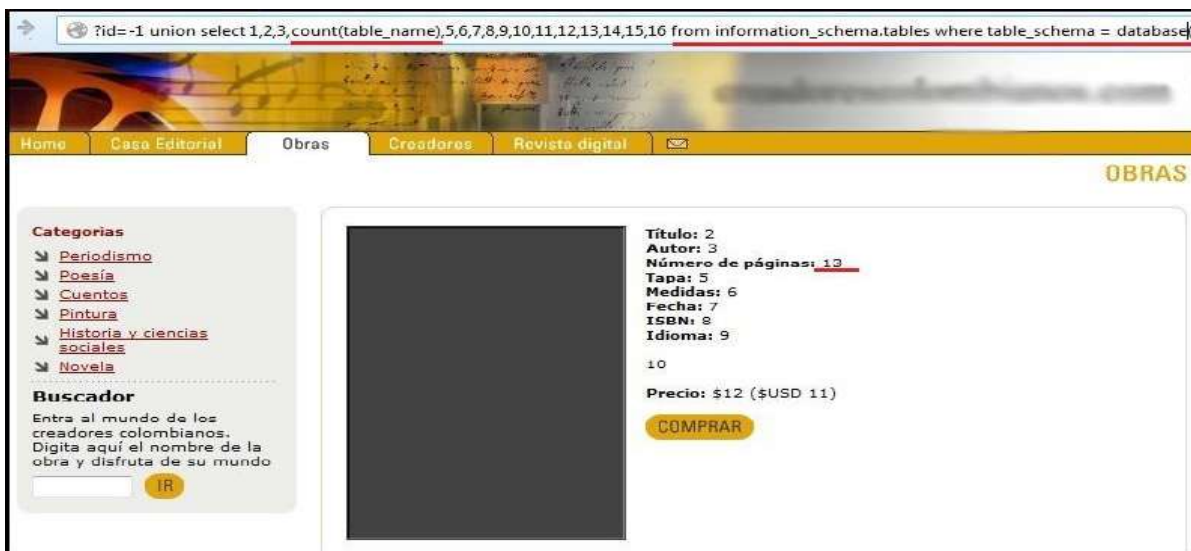 ?id=-1 union select 1,2,3,count(table_name),5,6,7,8,9,10,11,12,13,14,15,16 from information_schema.tables where table_schema = database(
Home Casa Editorial Obras Creadores Revista digital
OBRAS
Categorias
Periodismo
Poesía
Cuentos
Pintura
Historia y ciencias
sociales
Novela
Buscador
Entra al mundo de los
creadores colombianos.
Digita aquí el nombre de la
obra y disfruta de su mundo
IR
Título: 2
Autor: 3
Número de páginas: 13
Tapa: 5
Medidas: 6
Fecha: 7
ISBN: 8
Idioma: 9
10
Precio: $12 ($USD 11)
COMPRAR